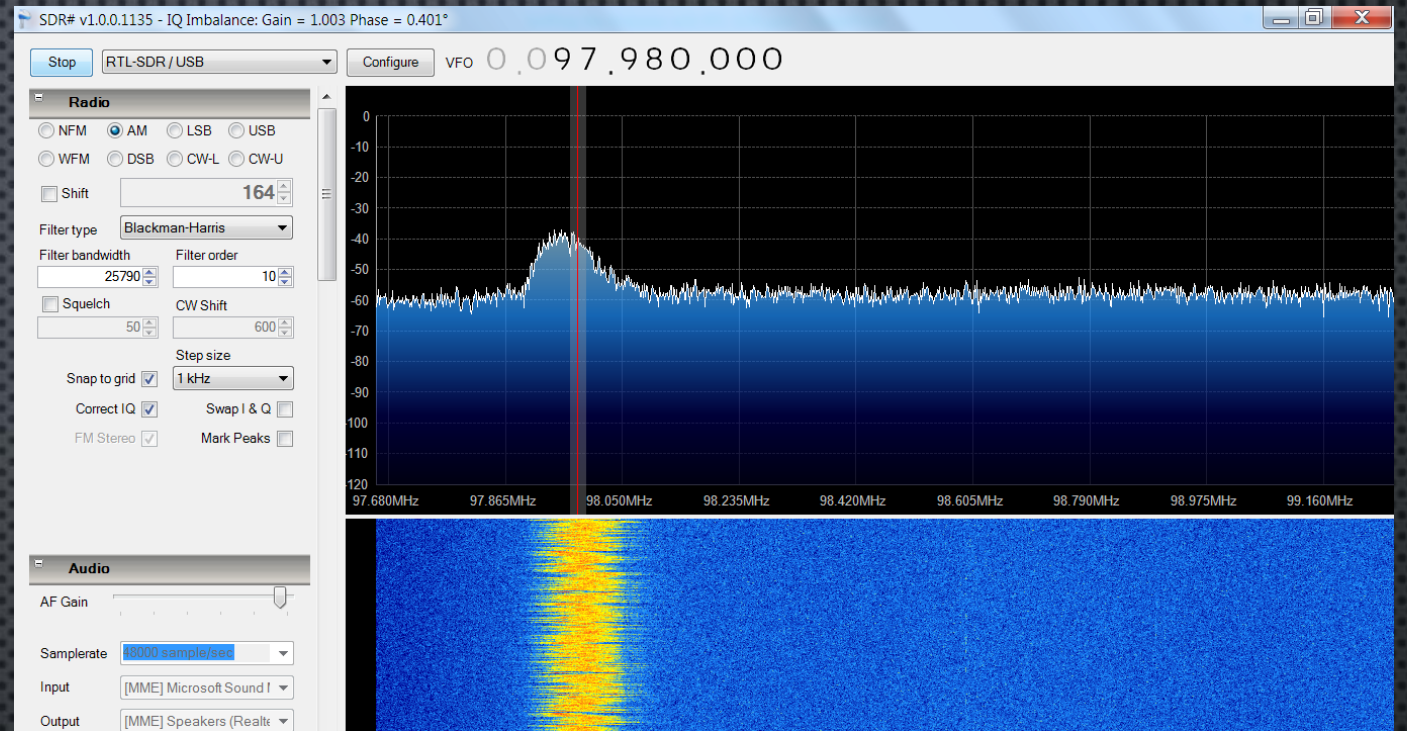 SDR# v1.0.0.1135 - IQ Imbalance: Gain = 1.003 Phase = 0.401°
Stop RTL-SDR / USB Configure VFO 0.097.980.000
Radio
NFM AM LSB USB
WFM DSB CW-L CW-U
Shift 164
Filter type Blackman-Harris
Filter bandwidth Filter order
25790 10
Squelch CW Shift
50 600
Step size
Snap to grid 1 kHz
Correct IQ Swap I & Q
FM Stereo Mark Peaks
0
-10
-20
-30
-40
-50
-60
-70
-80
-90
100
110
120
97.680MHz 97.865MHz 98.050MHz 98.235MHz 98.420MHz 98.605MHz 98.790MHz 98.975MHz 99.160MHz
Audio
AF Gain
Samplerate 48000 sample/sec
Input [MME] Microsoft Sound
Output [MME] Speakers (Realte